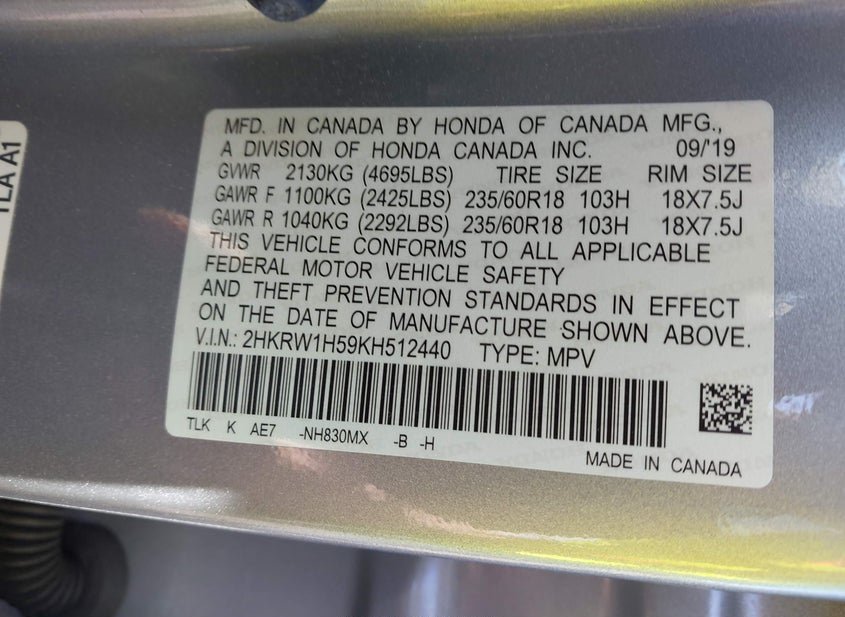 TLA A1
MFD. IN CANADA BY HONDA OF CANADA MFG.,
A DIVISION OF HONDA CANADA INC. 09/'19
GVWR 2130KG (4695LBS) TIRE SIZE RIM SIZE
GAWR F 1100KG (2425LBS) 235/60R18 103H 18X7.5J
GAWR R 1040KG (2292LBS) 235/60R18 103H 18X7.5J
THIS VEHICLE CONFORMS TO ALL APPLICABLE
FEDERAL MOTOR VEHICLE SAFETY
AND THEFT PREVENTION STANDARDS IN EFFECT
ON THE DATE OF MANUFACTURE SHOWN ABOVE.
V.I.N.: 2HKRW1H59KH512440 TYPE: MPV
TLK K AE7 -NH830MX -B -H
MADE IN CANADA